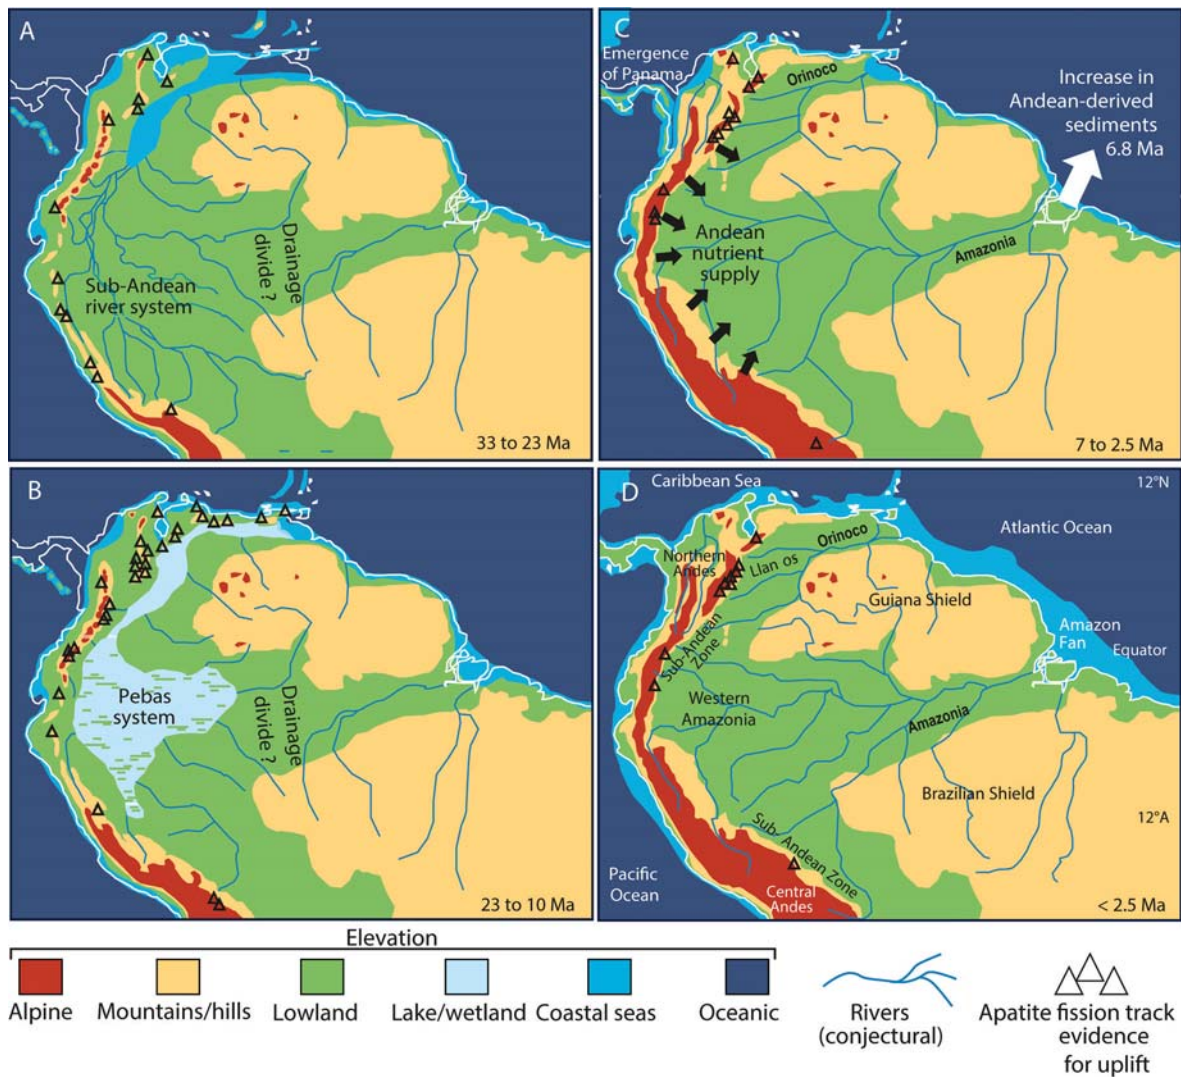 A
Sub-Andean
river system
Drainage
divide ?
33 to 23 Ma
C
Emergence
of Panama
Orinoco
Increase in
Andean-derived
sediments
6.8 Ma
Andean
nutrient
supply
Amazonia
7 to 2.5 Ma
B
Pebas
system
Drainage
divide ?
23 to 10 Ma
D
Caribbean Sea
12°N
Atlantic Ocean
Northern
Andes
Orinoco
Llan os
Guiana Shield
Sub-Andean
Zone
Amazon
Fan
Equator
Western
Amazonia
Amazonia
Brazilian Shield
12°A
Sub- Andean Zone
Pacific
Ocean
Central
Andes
< 2.5 Ma
Elevation
Alpine
Mountains/hills
Lowland
Lake/wetland
Coastal seas
Oceanic
Rivers
(conjectural)
Apatite fission track
evidence
for uplift